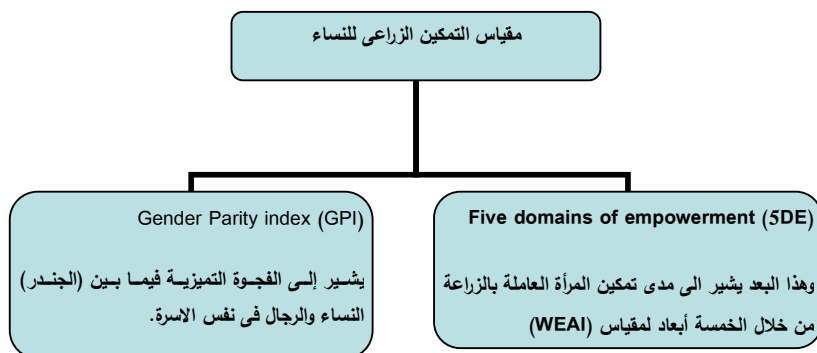 مقياس التمكين الزراعى للنساء
Five domains of empowerment (5DE)
وهذا البعد يشير الى مدى تمكين المرأة العاملة بالزراعة
من خلال الخمسة أبعاد لمقياس (WEAI)
Gender Parity index (GPI)
يشير إلى الفجوة التميزية فيما بين (الجندر)
النساء والرجال فى نفس الاسرة.